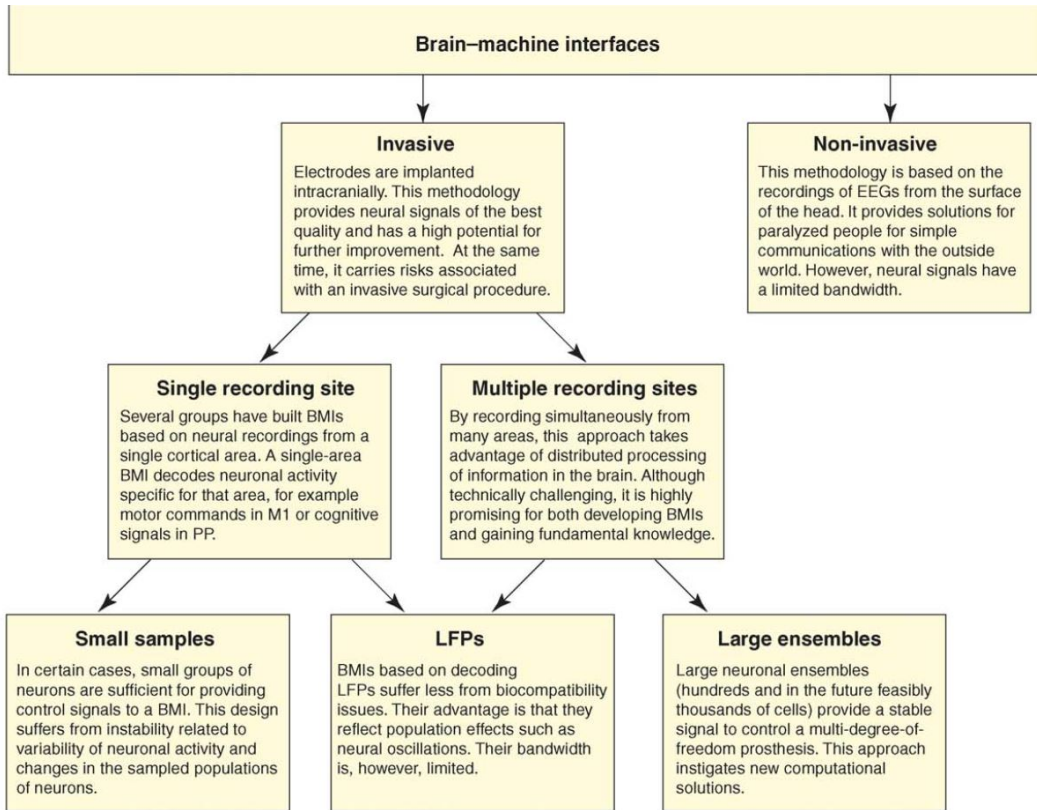 Brain–machine interfaces
Invasive
Electrodes are implanted
intracranially. This methodology
provides neural signals of the best
quality and has a high potential for
further improvement. At the same
time, it carries risks associated
with an invasive surgical procedure.
Non-invasive
This methodology is based on the
recordings of EEGs from the surface
of the head. It provides solutions for
paralyzed people for simple
communications with the outside
world. However, neural signals have
a limited bandwidth.
Single recording site
Several groups have built BMIs
based on neural recordings from a
single cortical area. A single-area
BMI decodes neuronal activity
specific for that area, for example
motor commands in M1 or cognitive
signals in PP.
Multiple recording sites
By recording simultaneously from
many areas, this approach takes
advantage of distributed processing
of information in the brain. Although
technically challenging, it is highly
promising for both developing BMIs
and gaining fundamental knowledge.
Small samples
In certain cases, small groups of
neurons are sufficient for providing
control signals to a BMI. This design
suffers from instability related to
variability of neuronal activity and
changes in the sampled populations
of neurons.
LFPs
BMIs based on decoding
LFPs suffer less from biocompatibility
issues. Their advantage is that they
reflect population effects such as
neural oscillations. Their bandwidth
is, however, limited.
Large ensembles
Large neuronal ensembles
(hundreds and in the future feasibly
thousands of cells) provide a stable
signal to control a multi-degree-of-
freedom prosthesis. This approach
instigates new computational
solutions.